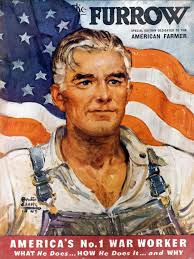 the FURROW
SPECIAL EDITION DEDICATED TO THE
AMERICAN FARMER
AMERICA'S No.1 WAR WORKER
WHAT He Does... HOW He Does It... and WHY